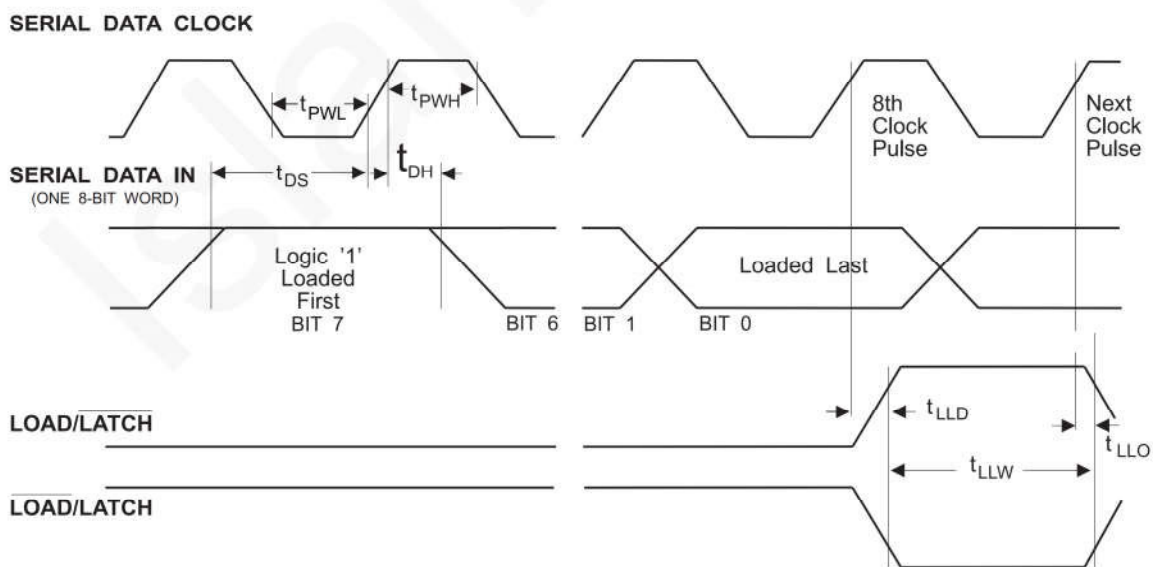 SERIAL DATA CLOCK
tPWL
tPWH
8th
Clock
Pulse
Next
Clock
Pulse
SERIAL DATA IN
(ONE 8-BIT WORD)
tDS
tDH
Logic '1'
Loaded
First
BIT 7
BIT 6
BIT 1
BIT 0
Loaded Last
LOAD/LATCH
tLLD
tLLO
tLLW
LOAD/LATCH